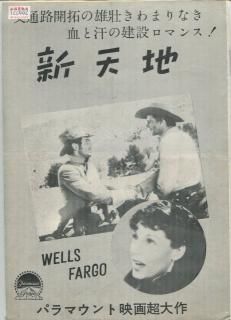 交通路開拓の雄壯きわまりなき
血と汗の建設ロマンス!
新天地
WELLS
FARGO
Paramount
パラマウント映画超大作